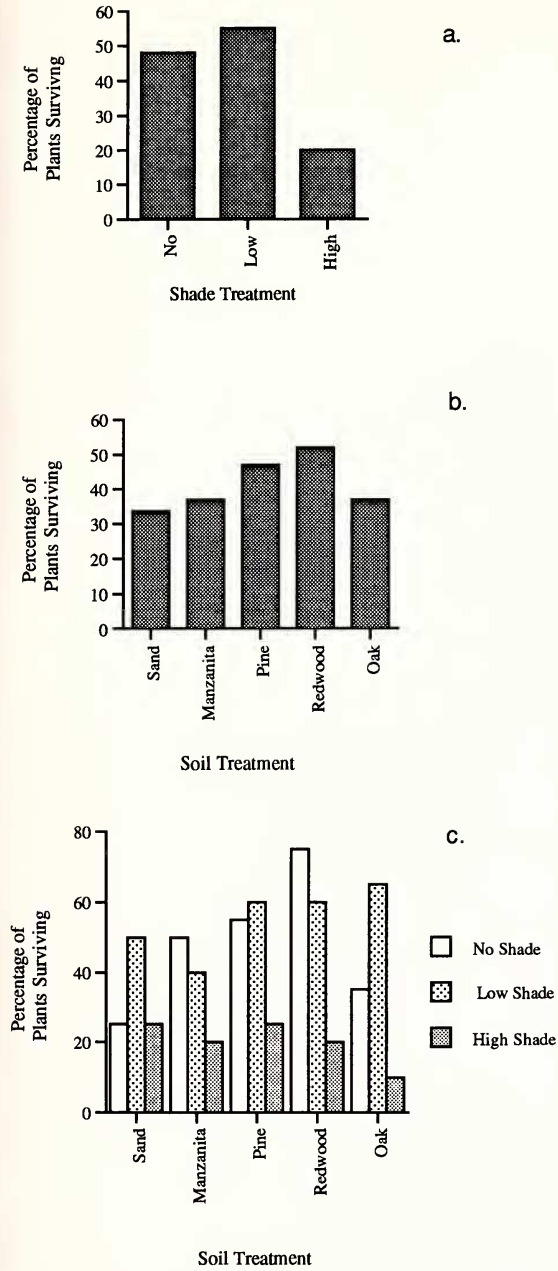 a.
Percentage of
Plants Survivng
60
50
40
30
20
10
0
No
Low
High
Shade Treatment
b.
Percentage of
Plants Surviving
60
50
40
30
20
10
0
Sand
Manzanita
Pine
Redwood
Oak
Soil Treatment
c.
Percentage of
Plants Surviving
80
60
40
20
0
No Shade
Low Shade
High Shade
Sand
Manzanita
Pine
Redwood
Oak
Soil Treatment